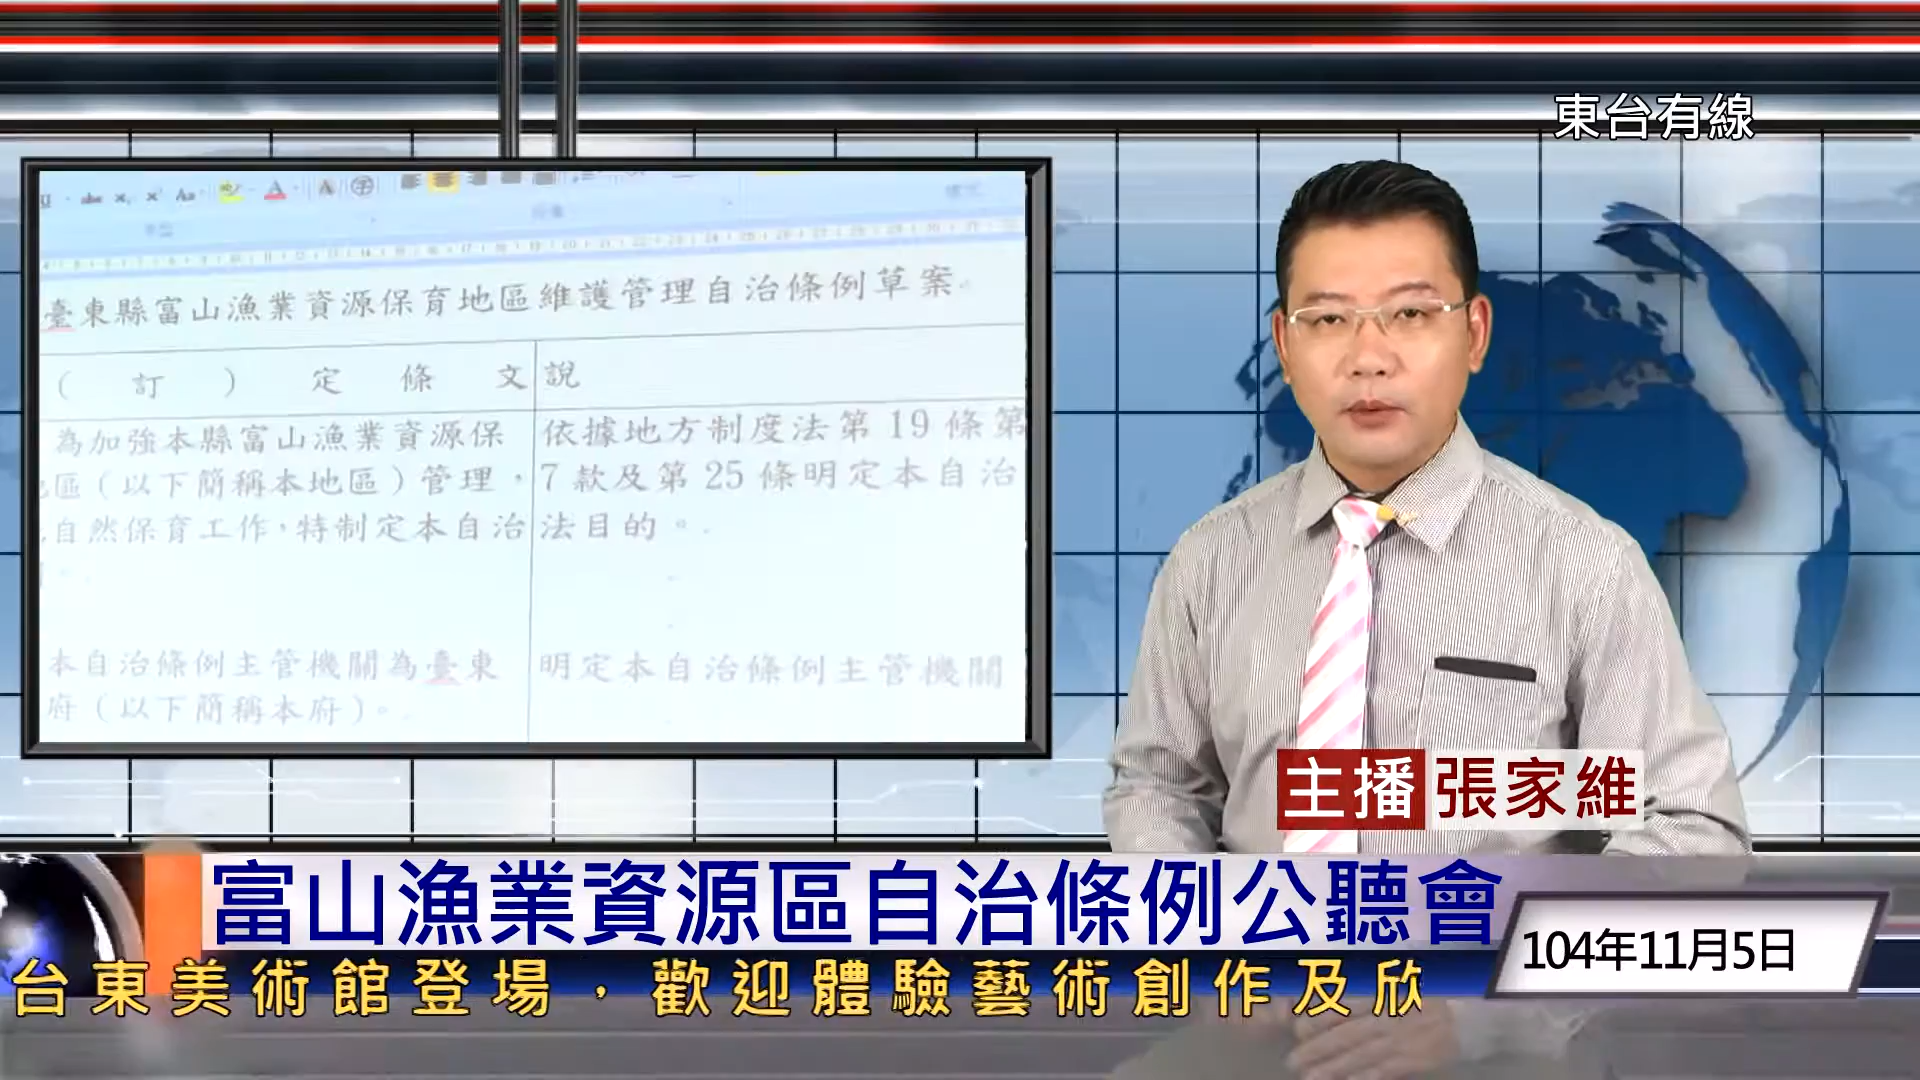 東台有線
臺東縣富山漁業資源保育地區維護管理自治條例草案
(訂)定條文
說
為加強本縣富山漁業資源保
區(以下簡稱本地區)管理,
自然保育工作,特制定本自治
依據地方制度法第19條第
7款及第25條明定本自治
法目的。
本自治條例主管機關為臺東
府(以下簡稱本府)。
明定本自治條例主管機關
主播 張家維
富山漁業資源區自治條例公聽會
104年11月5日
台東美術館登場,歡迎體驗藝術創作及欣